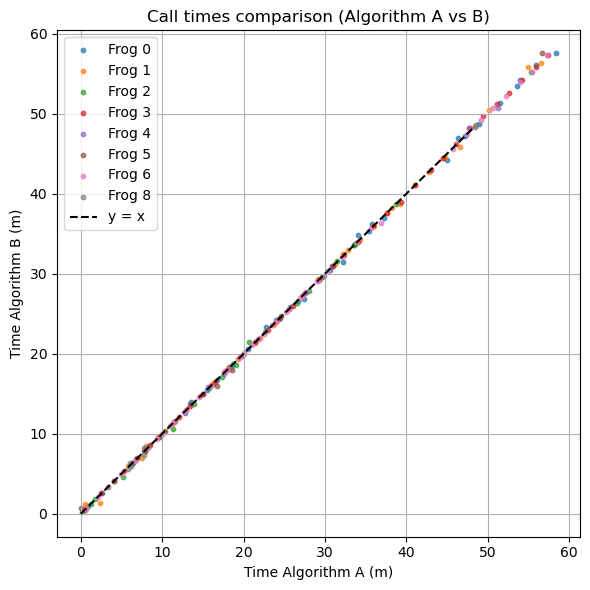 Call times comparison (Algorithm A vs B)
60
50
40
30
20
10
0
Time Algorithm B (m)
Frog 0
Frog 1
Frog 2
Frog 3
Frog 4
Frog 5
Frog 6
Frog 8
y = x
0 10 20 30 40 50 60
Time Algorithm A (m)